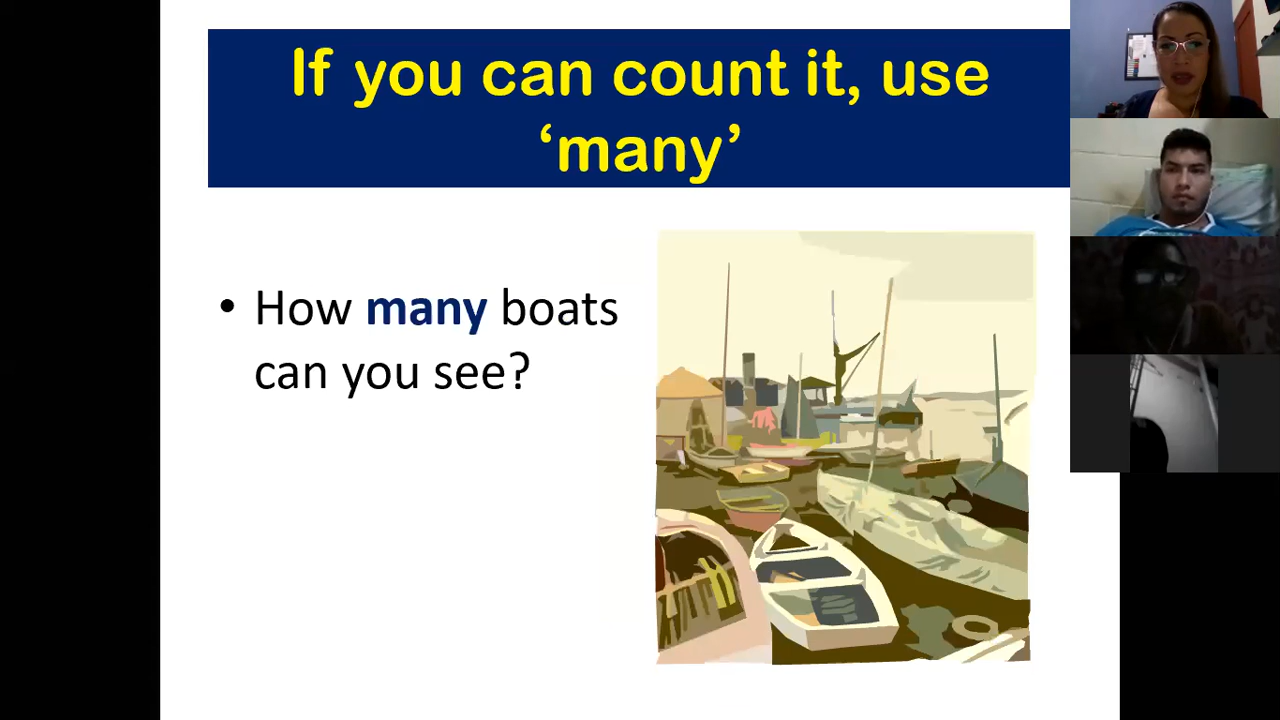 If you can count it, use
‘many’
• How many boats
can you see?